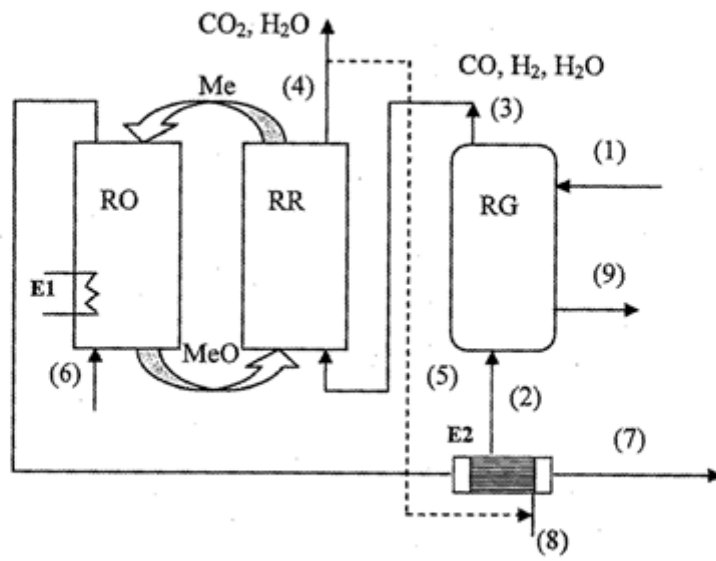 CO2, H2O
CO, H2, H2O
Me
(4)
(3)
(1)
RO
RR
RG
E1
(9)
MeO
(6)
(5)
(2)
E2
(7)
(8)